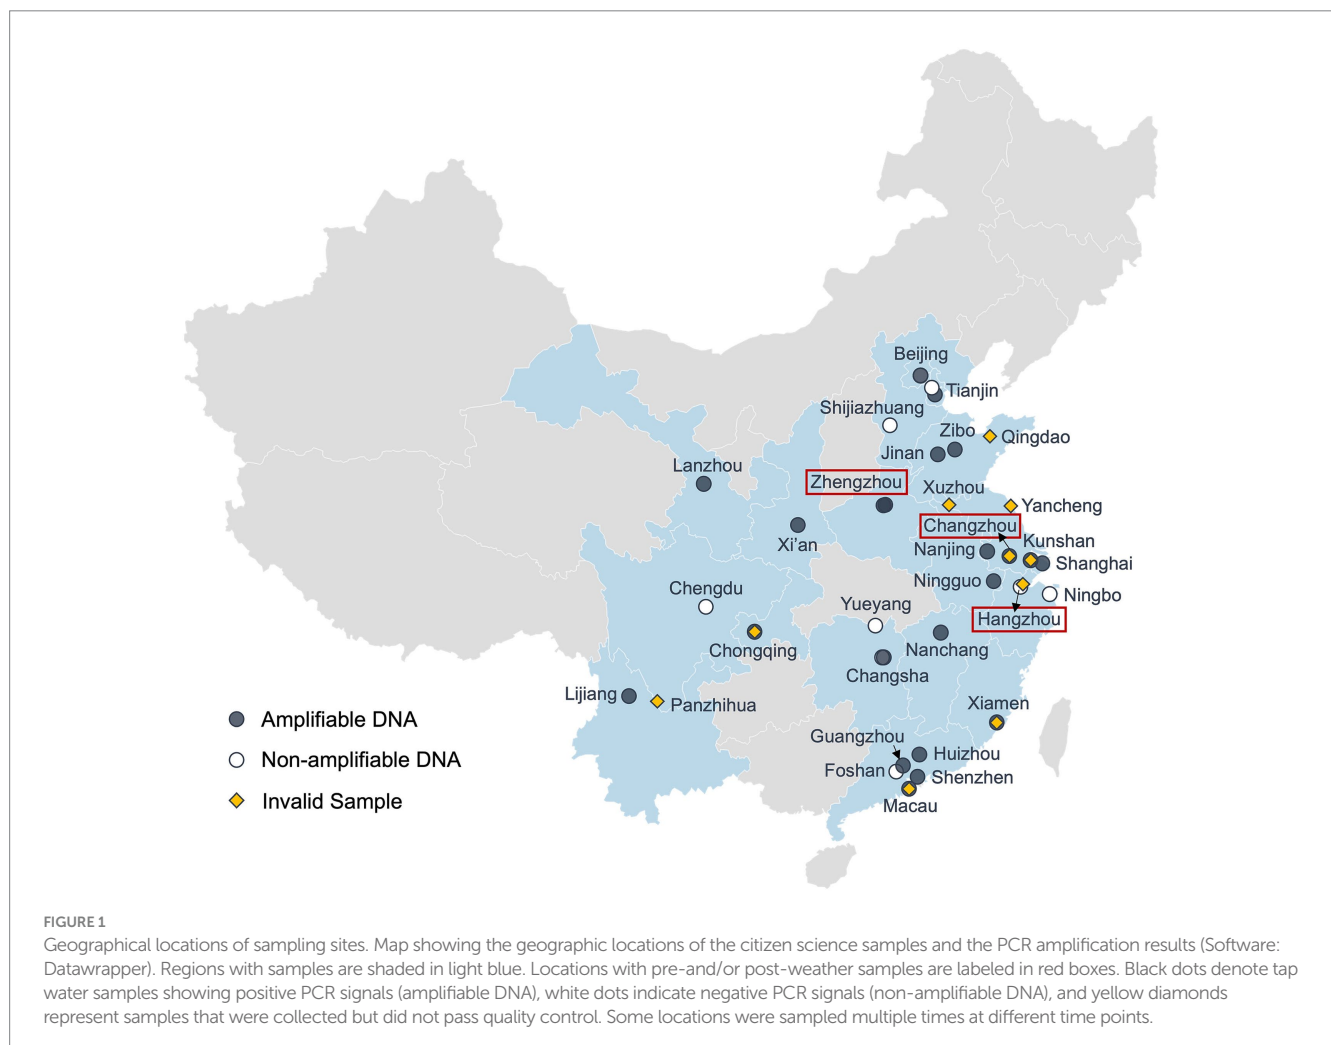 Beijing
Tianjin
Shijiazhuang
Zibo
Qingdao
Jinan
Lanzhou
Zhengzhou
Xuzhou
Yancheng
Changzhou
Kunshan
Xi'an
Nanjing
Shanghai
Ningguo
Chengdu
Ningbo
Yueyang
Hangzhou
Chongqing
Nanchang
Changsha
Lijiang
Panzhihua
Xiamen
Guangzhou
Huizhou
Foshan
Shenzhen
Macau
Amplifiable DNA
Non-amplifiable DNA
Invalid Sample
FIGURE 1
Geographical locations of sampling sites. Map showing the geographic locations of the citizen science samples and the PCR amplification results (Software:
Datawrapper). Regions with samples are shaded in light blue. Locations with pre-and/or post-weather samples are labeled in red boxes. Black dots denote tap
water samples showing positive PCR signals (amplifiable DNA), white dots indicate negative PCR signals (non-amplifiable DNA), and yellow diamonds
represent samples that were collected but did not pass quality control. Some locations were sampled multiple times at different time points.